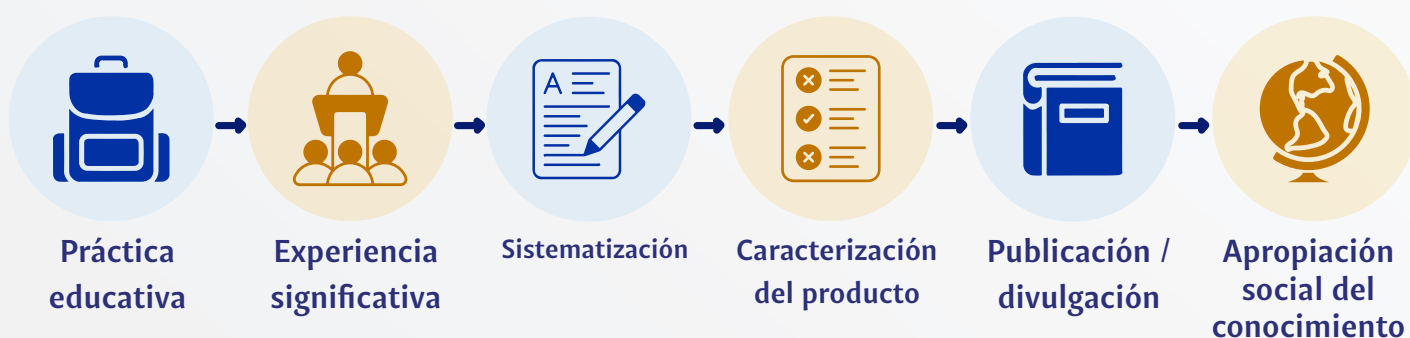 Práctica
educativa
Experiencia
significativa
Sistematización
Caracterización
del producto
Publicación /
divulgación
Apropiación
social del
conocimiento
A